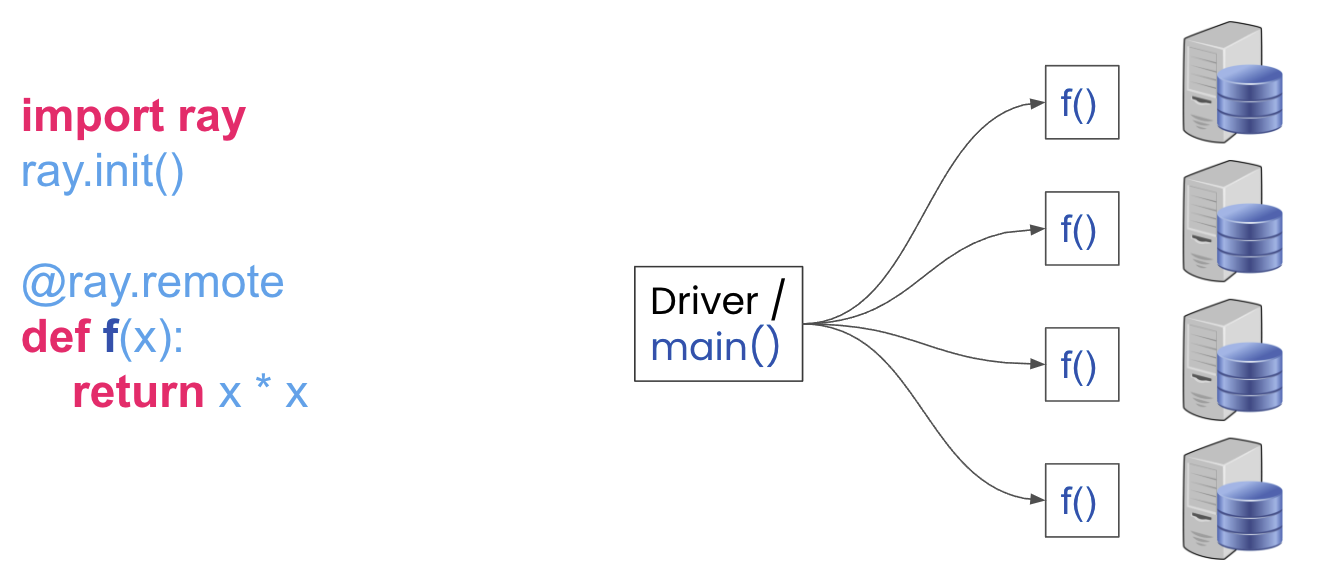 import ray
ray.init()
@ray.remote
def f(x):
return x * x
Driver /
main()
f()
f()
f()
f()